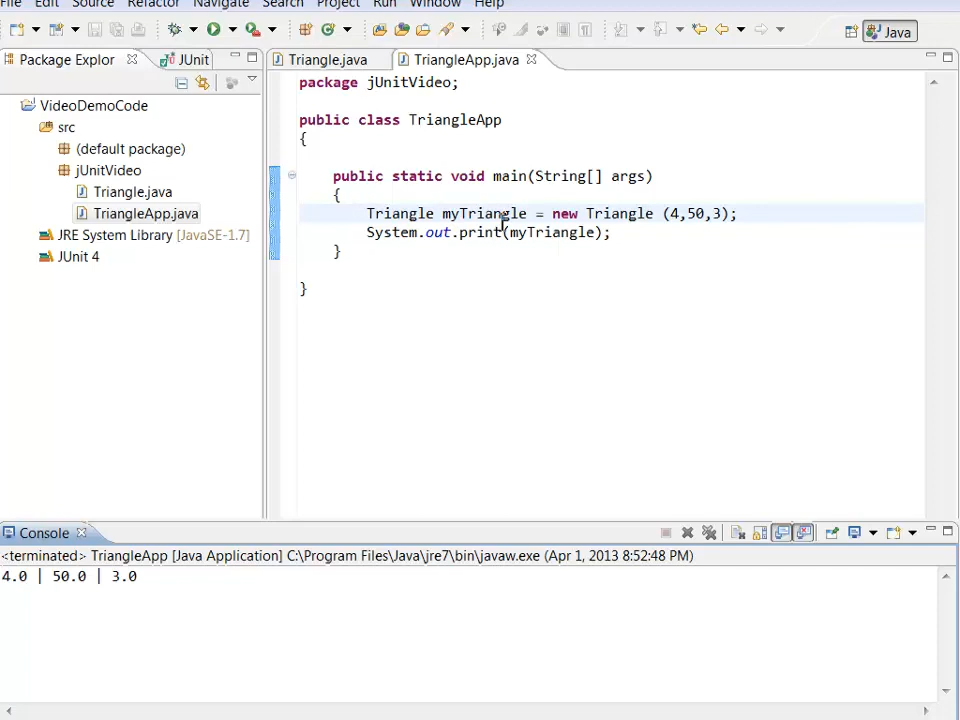 File Edit Source Refactor Navigate Search Project Run Window Help
Java
Package Explorer JUnit
Triangle.java TriangleApp.java
VideoDemoCode
src
(default package)
jUnitVideo
Triangle.java
TriangleApp.java
JRE System Library [JavaSE-1.7]
JUnit 4
package jUnitVideo;
public class TriangleApp
{
public static void main(String[] args)
{
Triangle myTriangle = new Triangle (4,50,3);
System.out.print(myTriangle);
}
}
Console
<terminated> TriangleApp [Java Application] C:\Program Files\Java\jre7\bin\javaw.exe (Apr 1, 2013 8:52:48 PM)
4.0 | 50.0 | 3.0